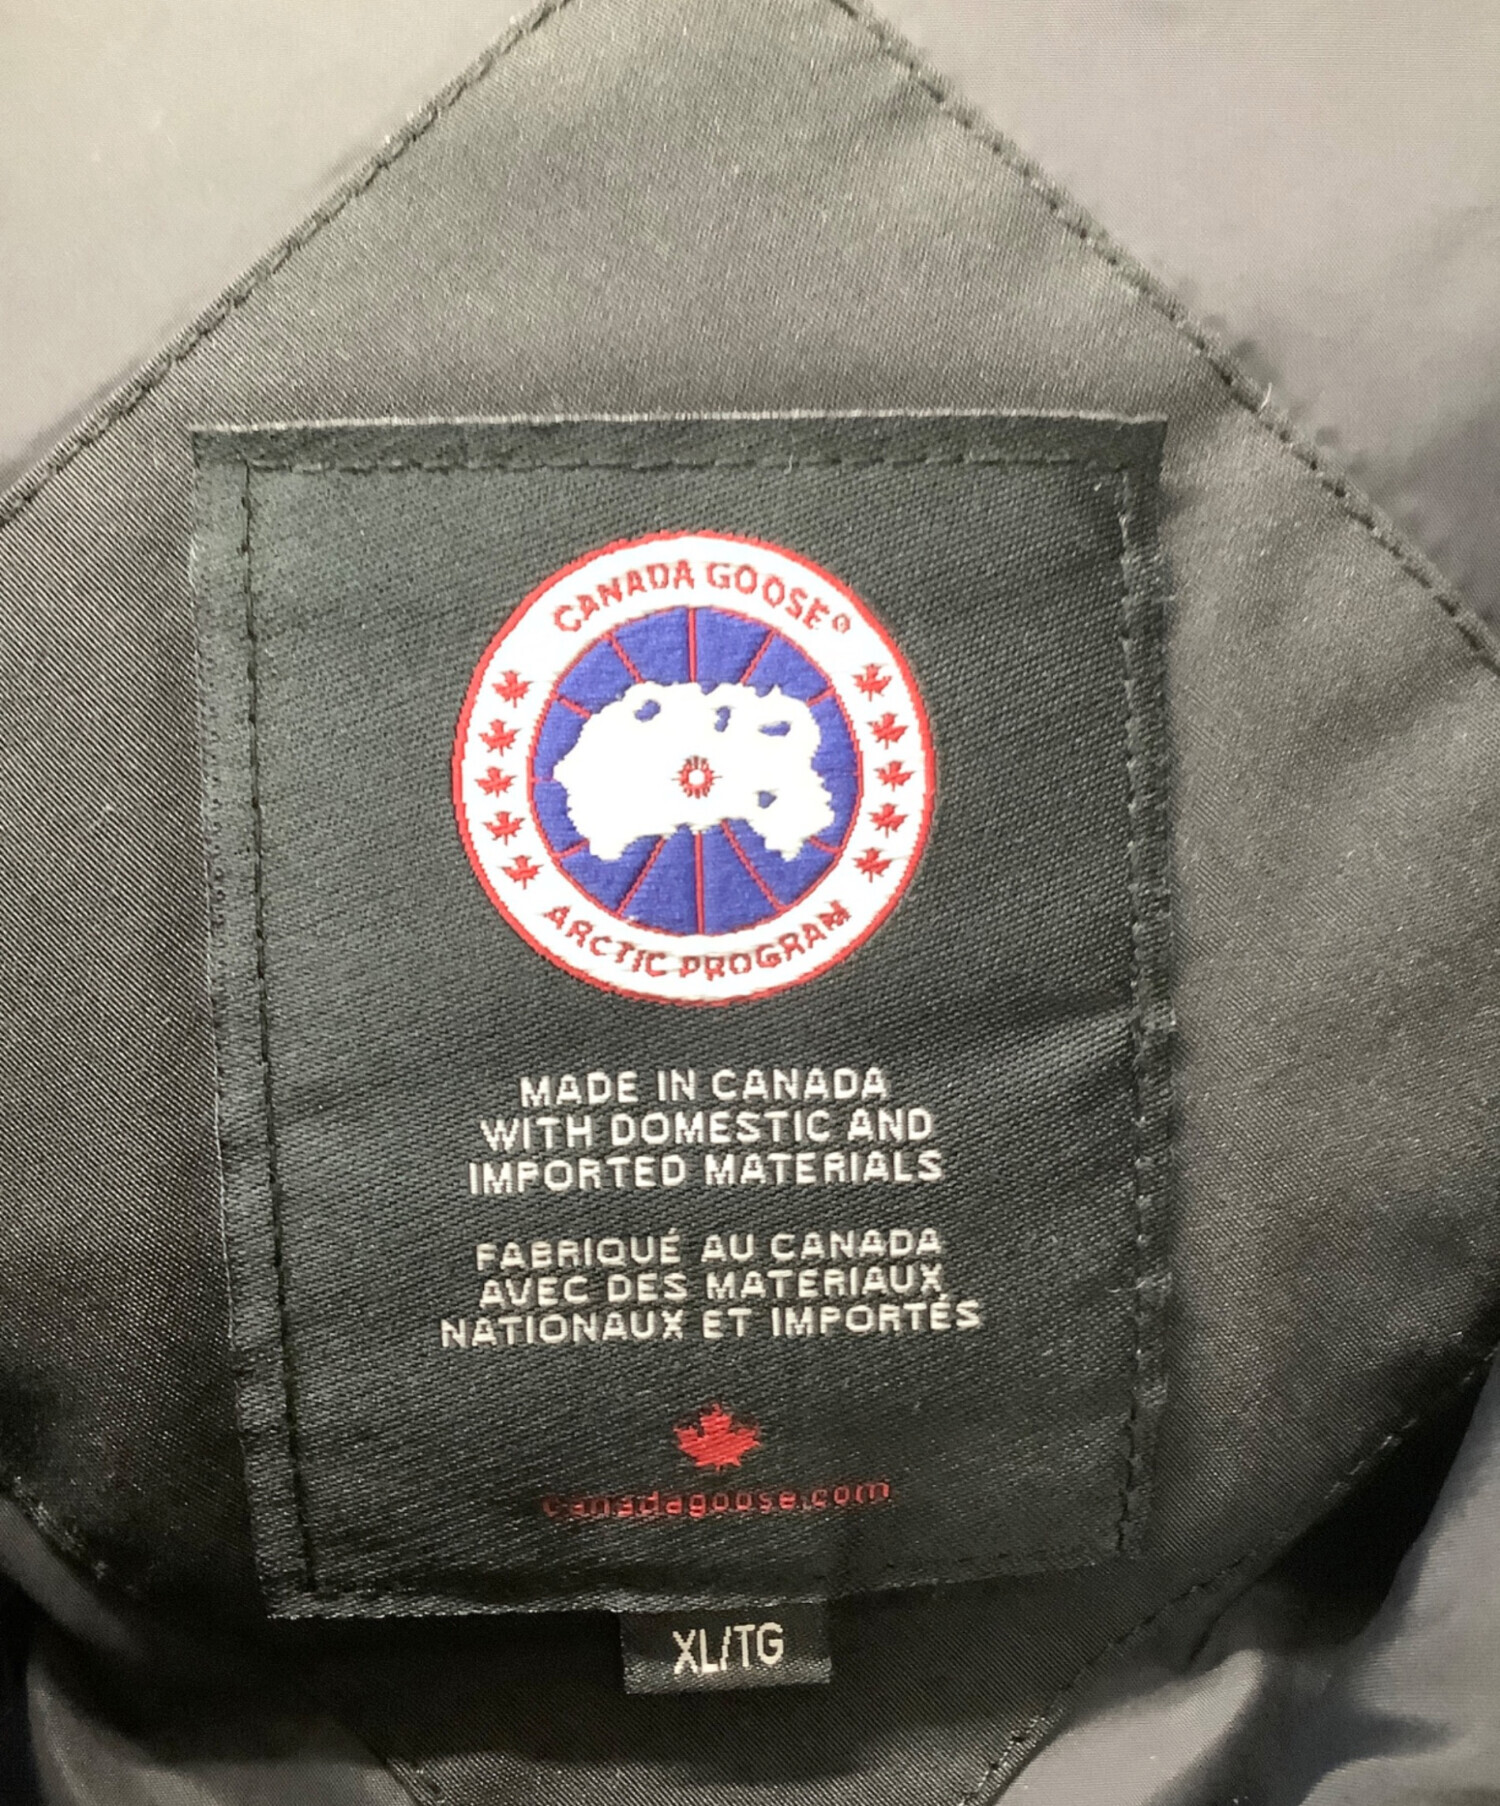 CANADA GOOSE®
ARCTIC PROGRAM
MADE IN CANADA
WITH DOMESTIC AND
IMPORTED MATERIALS
FABRIQUÉ AU CANADA
AVEC DES MATERIAUX
NATIONAUX ET IMPORTÉS
canadagoose.com
XL/TG